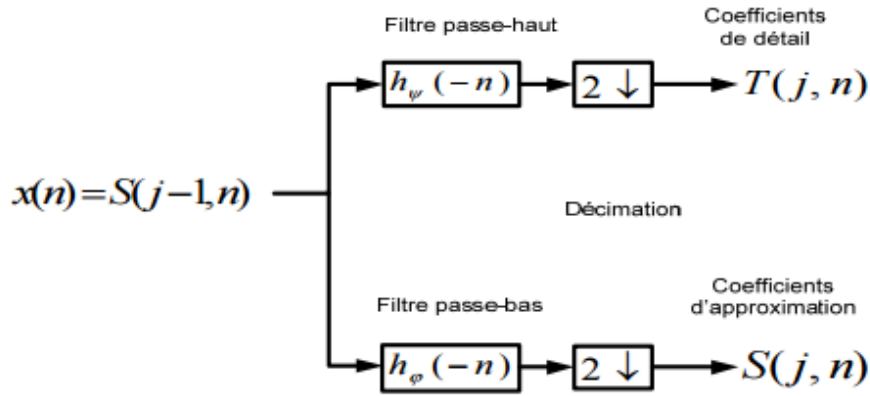 Filtre passe-haut
Coefficients
de détail
h_ψ(−n)
2 ↓
T(j, n)
x(n)=S(j−1,n)
Décimation
Filtre passe-bas
Coefficients
d'approximation
h_φ(−n)
2 ↓
S(j, n)